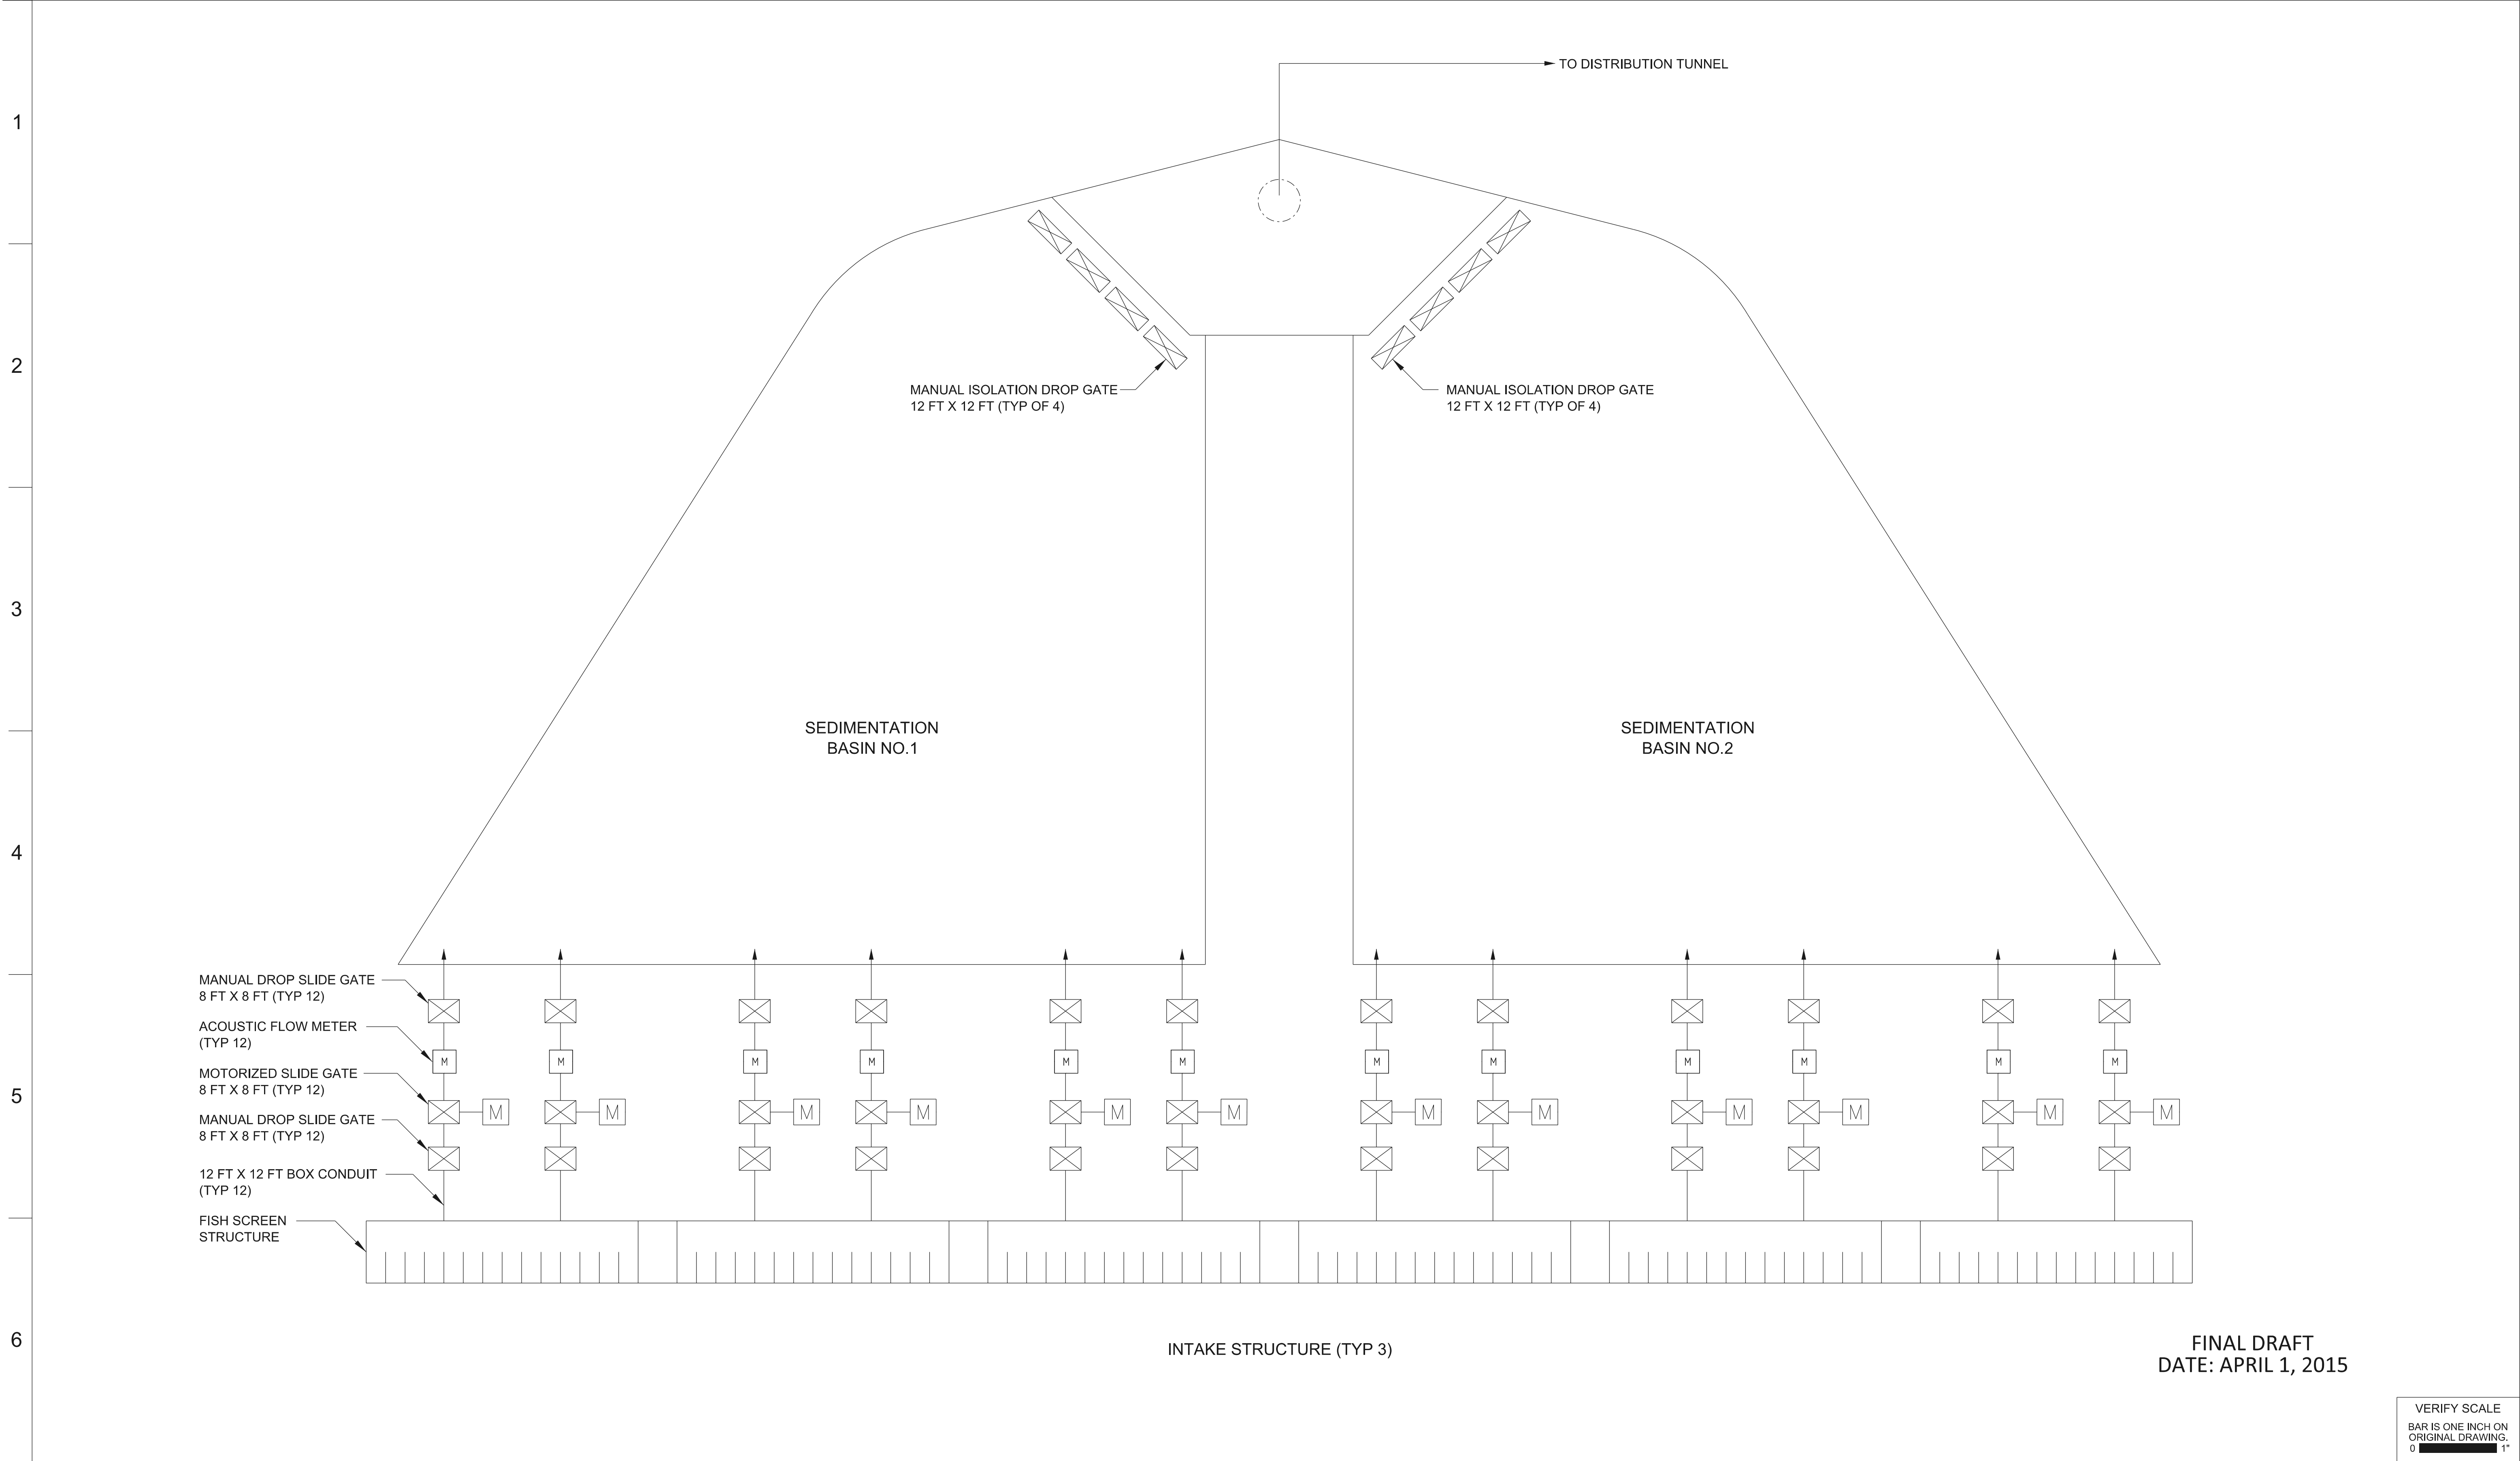 1
TO DISTRIBUTION TUNNEL
2
MANUAL ISOLATION DROP GATE
12 FT X 12 FT (TYP OF 4)
MANUAL ISOLATION DROP GATE
12 FT X 12 FT (TYP OF 4)
3
SEDIMENTATION
BASIN NO.1
SEDIMENTATION
BASIN NO.2
4
MANUAL DROP SLIDE GATE
8 FT X 8 FT (TYP 12)
ACOUSTIC FLOW METER
(TYP 12)
M M M M M M M M M M M M
5
MOTORIZED SLIDE GATE
8 FT X 8 FT (TYP 12)
M M M M M M M M M M M M
MANUAL DROP SLIDE GATE
8 FT X 8 FT (TYP 12)
12 FT X 12 FT BOX CONDUIT
(TYP 12)
FISH SCREEN
STRUCTURE
6
INTAKE STRUCTURE (TYP 3)
FINAL DRAFT
DATE: APRIL 1, 2015
VERIFY SCALE
BAR IS ONE INCH ON
ORIGINAL DRAWING.
0 1"